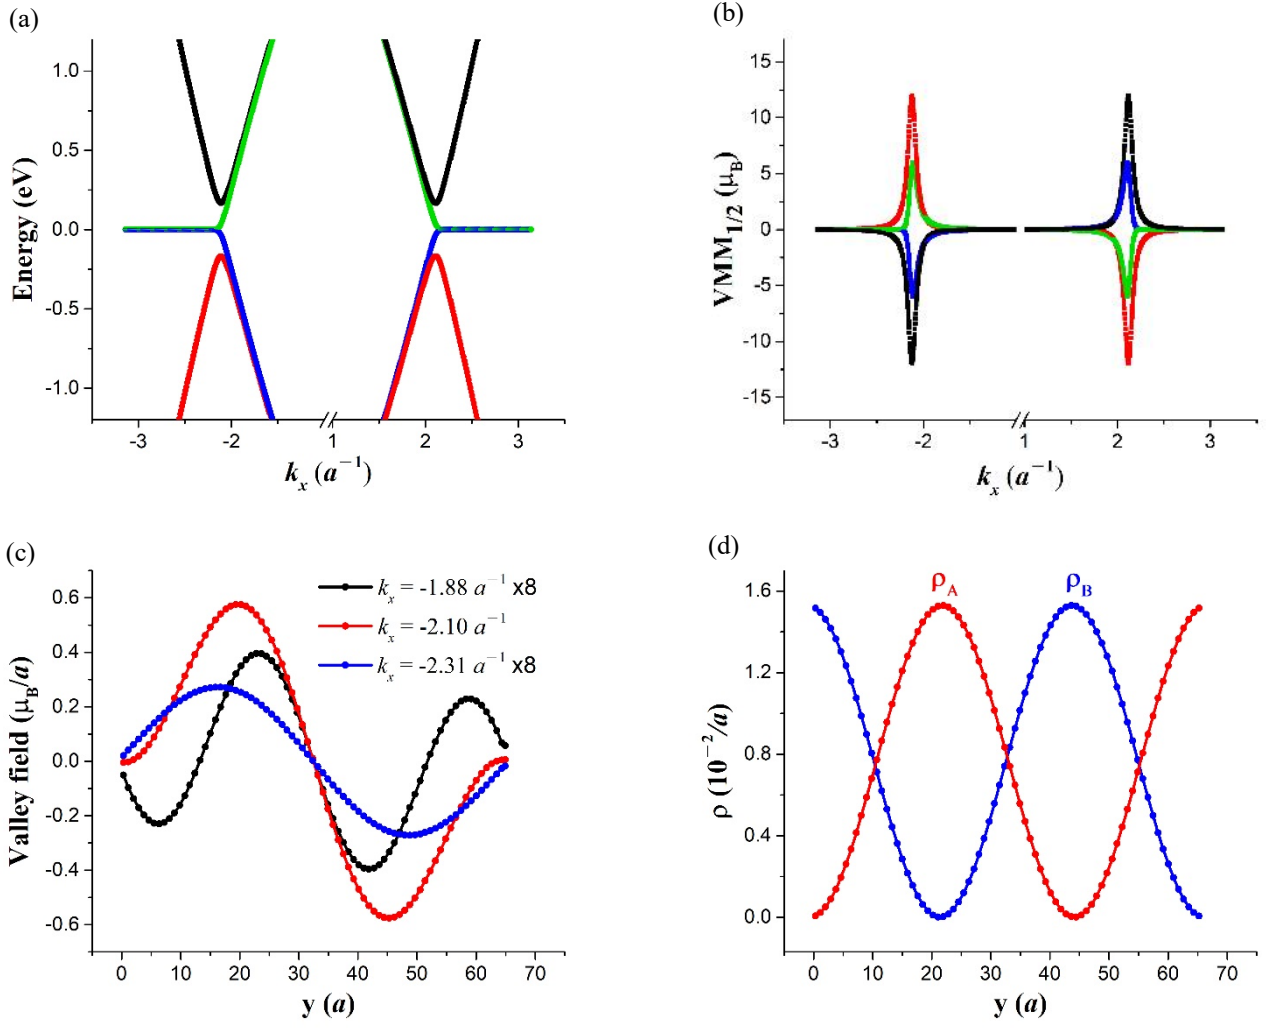 (a)
1.0
0.5
0.0
-0.5
-1.0
Energy (eV)
-3 -2 1 2 3
kₓ (a⁻¹)
(b)
15
10
5
0
-5
-10
-15
VMM₁/₂ (μ_B)
-3 -2 1 2 3
kₓ (a⁻¹)
(c)
kₓ = -1.88 a⁻¹ x8
kₓ = -2.10 a⁻¹
kₓ = -2.31 a⁻¹ x8
0.6
0.4
0.2
0.0
-0.2
-0.4
-0.6
Valley field (μ_B/a)
0 10 20 30 40 50 60 70
y (a)
(d)
ρ_A ρ_B
1.6
1.2
0.8
0.4
0.0
ρ (10⁻²/a)
0 10 20 30 40 50 60 70
y (a)